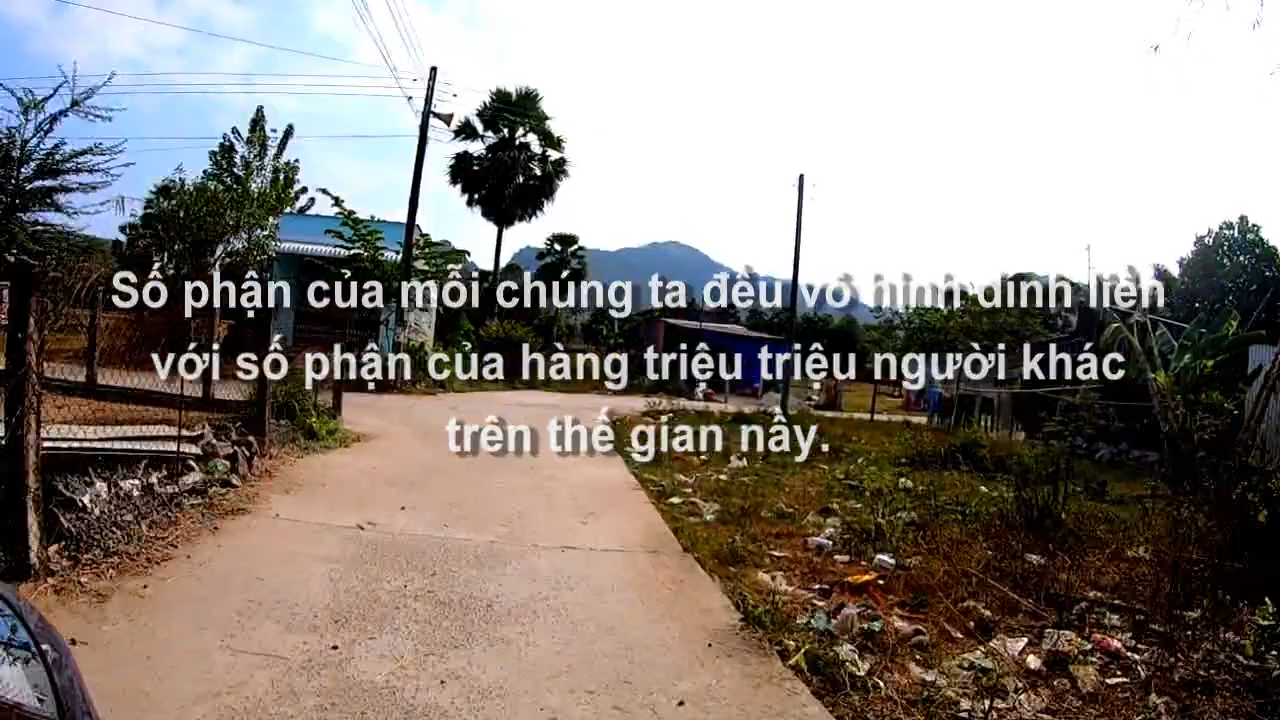 Số phận của mỗi chúng ta đều vô hình dính liền
với số phận của hàng triệu triệu người khác
trên thế gian nầy.